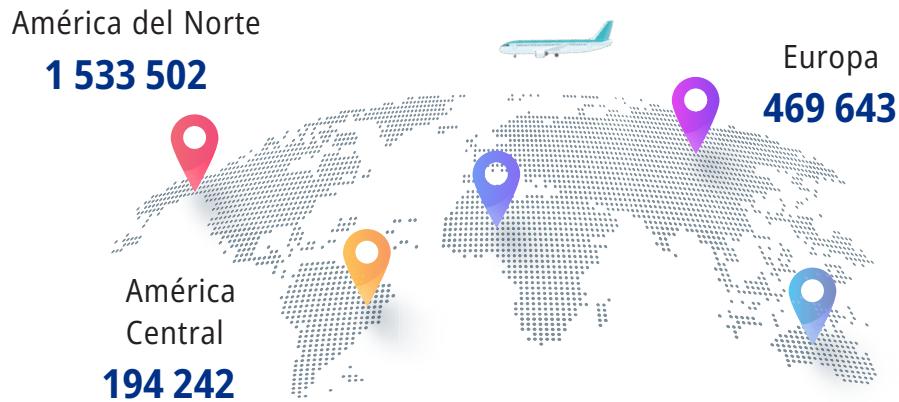 América del Norte
1 533 502
Europa
469 643
América
Central
194 242